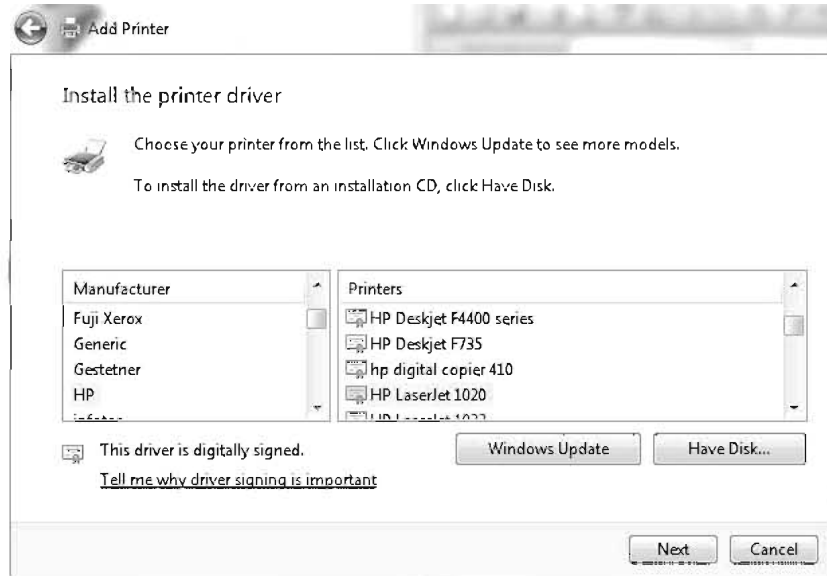 Add Printer
Install the printer driver
Choose your printer from the list. Click Windows Update to see more models.
To install the driver from an installation CD, click Have Disk.
Manufacturer
Fuji Xerox
Generic
Gestetner
HP
Printers
HP Deskjet F4400 series
HP Deskjet F735
hp digital copier 410
HP LaserJet 1020
This driver is digitally signed.
Tell me why driver signing is important
Windows Update
Have Disk...
Next
Cancel